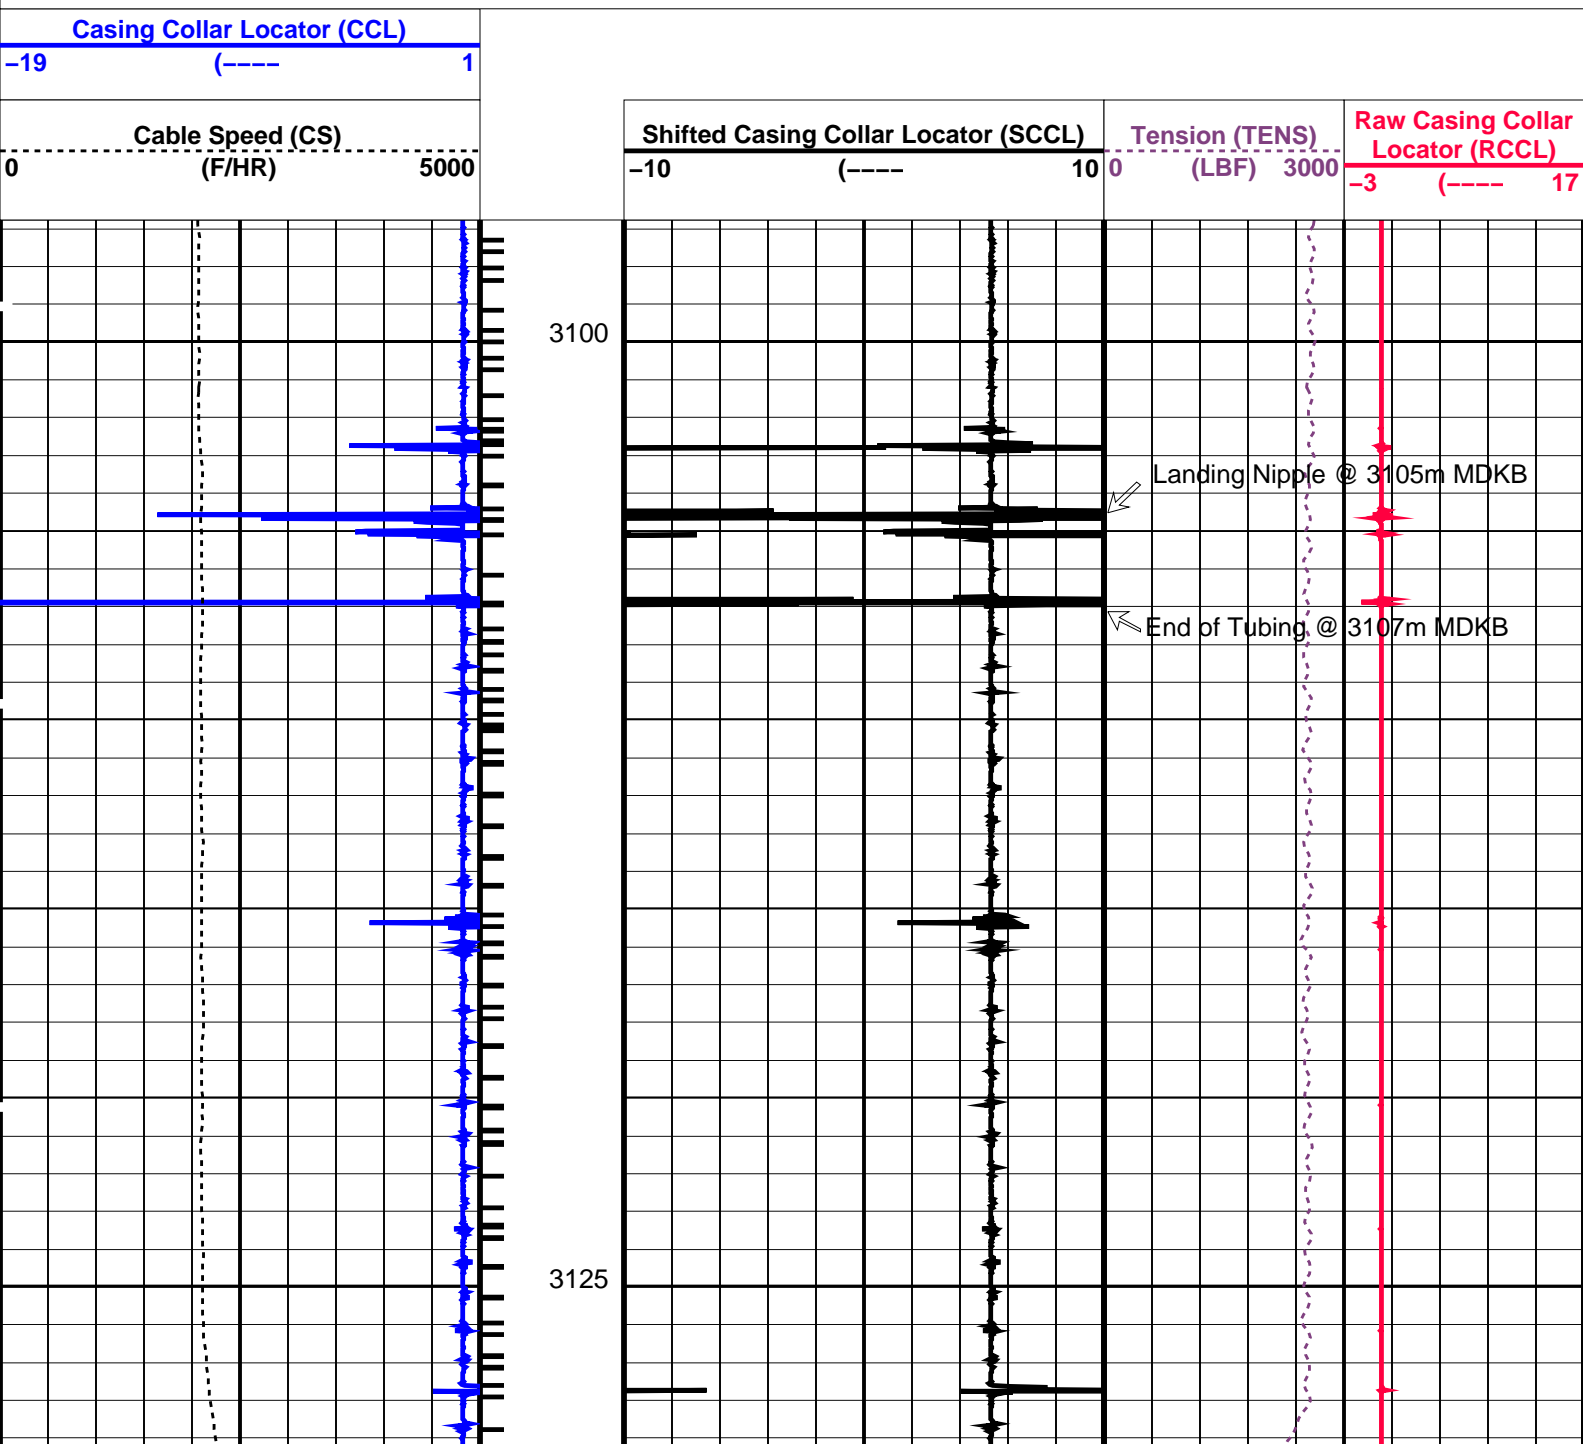 Casing Collar Locator (CCL)
−19 (−−−− 1
Cable Speed (CS)
0 (F/HR) 5000
Shifted Casing Collar Locator (SCCL)
−10 (−−−− 10
Tension (TENS)
0 (LBF) 3000
Raw Casing Collar
Locator (RCCL)
−3 (−−−− 17
3100
Landing Nipple @ 3105m MDKB
End of Tubing @ 3107m MDKB
3125